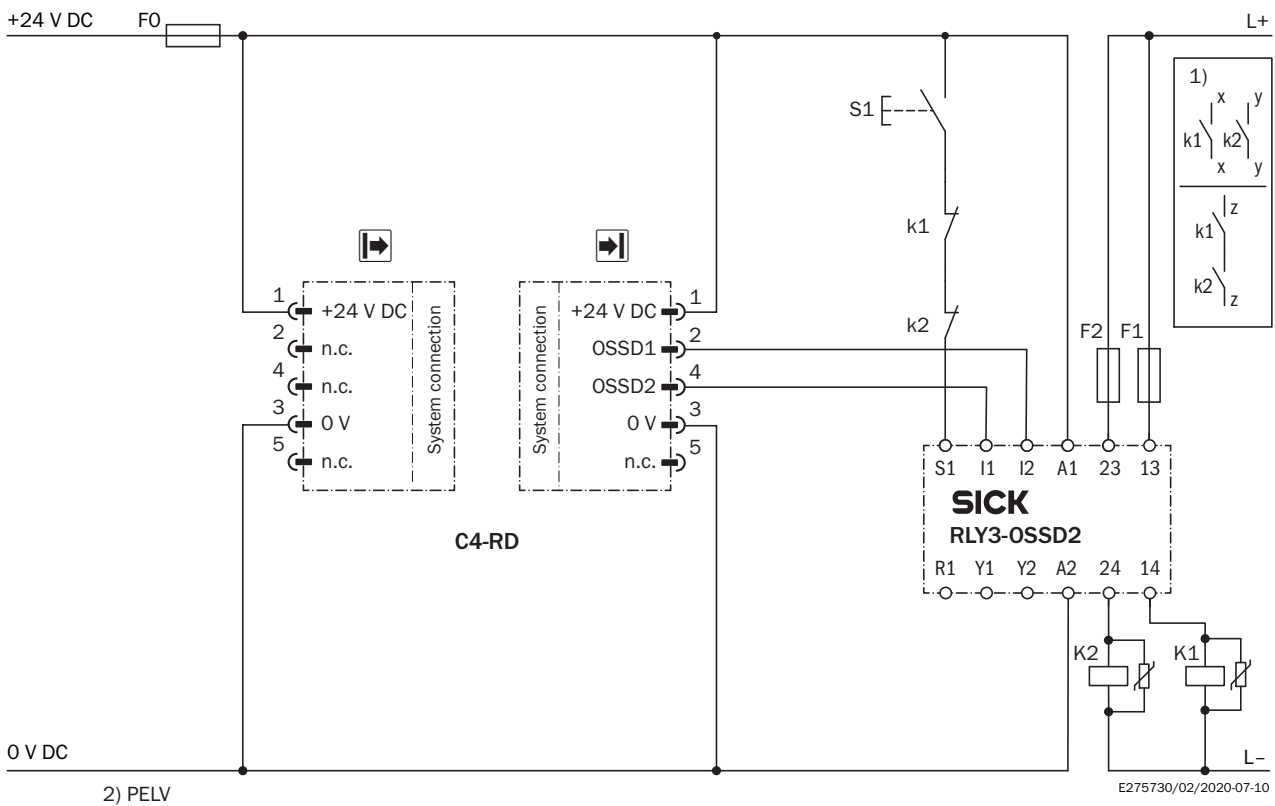 +24 V DC F0 L+
1)
x y
k1 k2
x y
z
k1
k2
z
S1
k1
k2
F2 F1
1 +24 V DC
2 n.c.
4 n.c.
3 0 V
5 n.c.
System connection
System connection
+24 V DC 1
OSSD1 2
OSSD2 4
0 V 3
n.c. 5
C4-RD
S1 I1 I2 A1 23 13
SICK
RLY3-OSSD2
R1 Y1 Y2 A2 24 14
K2 K1
0 V DC L–
2) PELV
E275730/02/2020-07-10